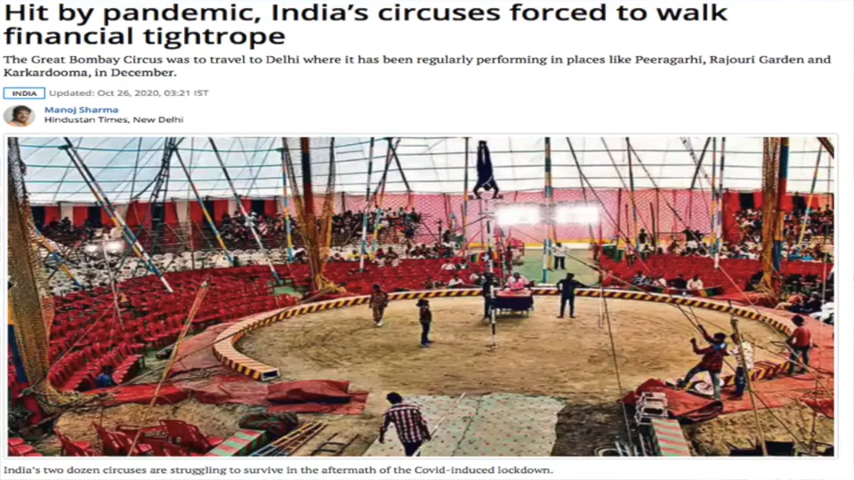 Hit by pandemic, India's circuses forced to walk
financial tightrope
The Great Bombay Circus was to travel to Delhi where it has been regularly performing in places like Peeragarhi, Rajouri Garden and
Karkardooma, in December.
INDIA Updated: Oct 26, 2020, 03:21 IST
Manoj Sharma
Hindustan Times, New Delhi
India's two dozen circuses are struggling to survive in the aftermath of the Covid-induced lockdown.